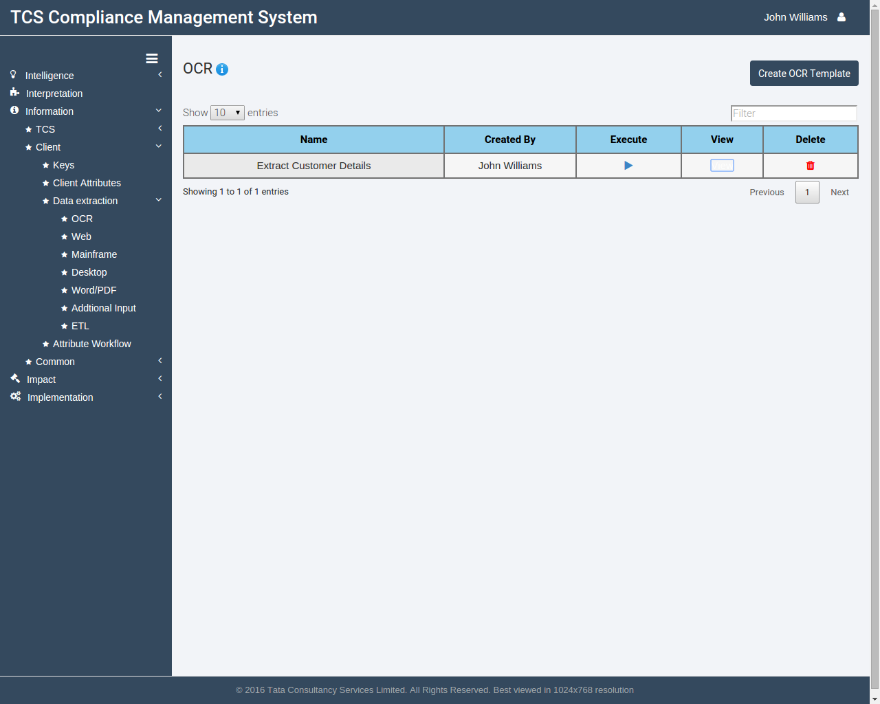 TCS Compliance Management System
John Williams
Intelligence
Interpretation
Information
TCS
Client
Keys
Client Attributes
Data extraction
OCR
Web
Mainframe
Desktop
Word/PDF
Addtional Input
ETL
Attribute Workflow
Common
Impact
Implementation
OCR
Create OCR Template
Show 10 entries
Filter
Name Created By Execute View Delete
Extract Customer Details John Williams
Showing 1 to 1 of 1 entries
Previous 1 Next
© 2016 Tata Consultancy Services Limited. All Rights Reserved. Best viewed in 1024x768 resolution